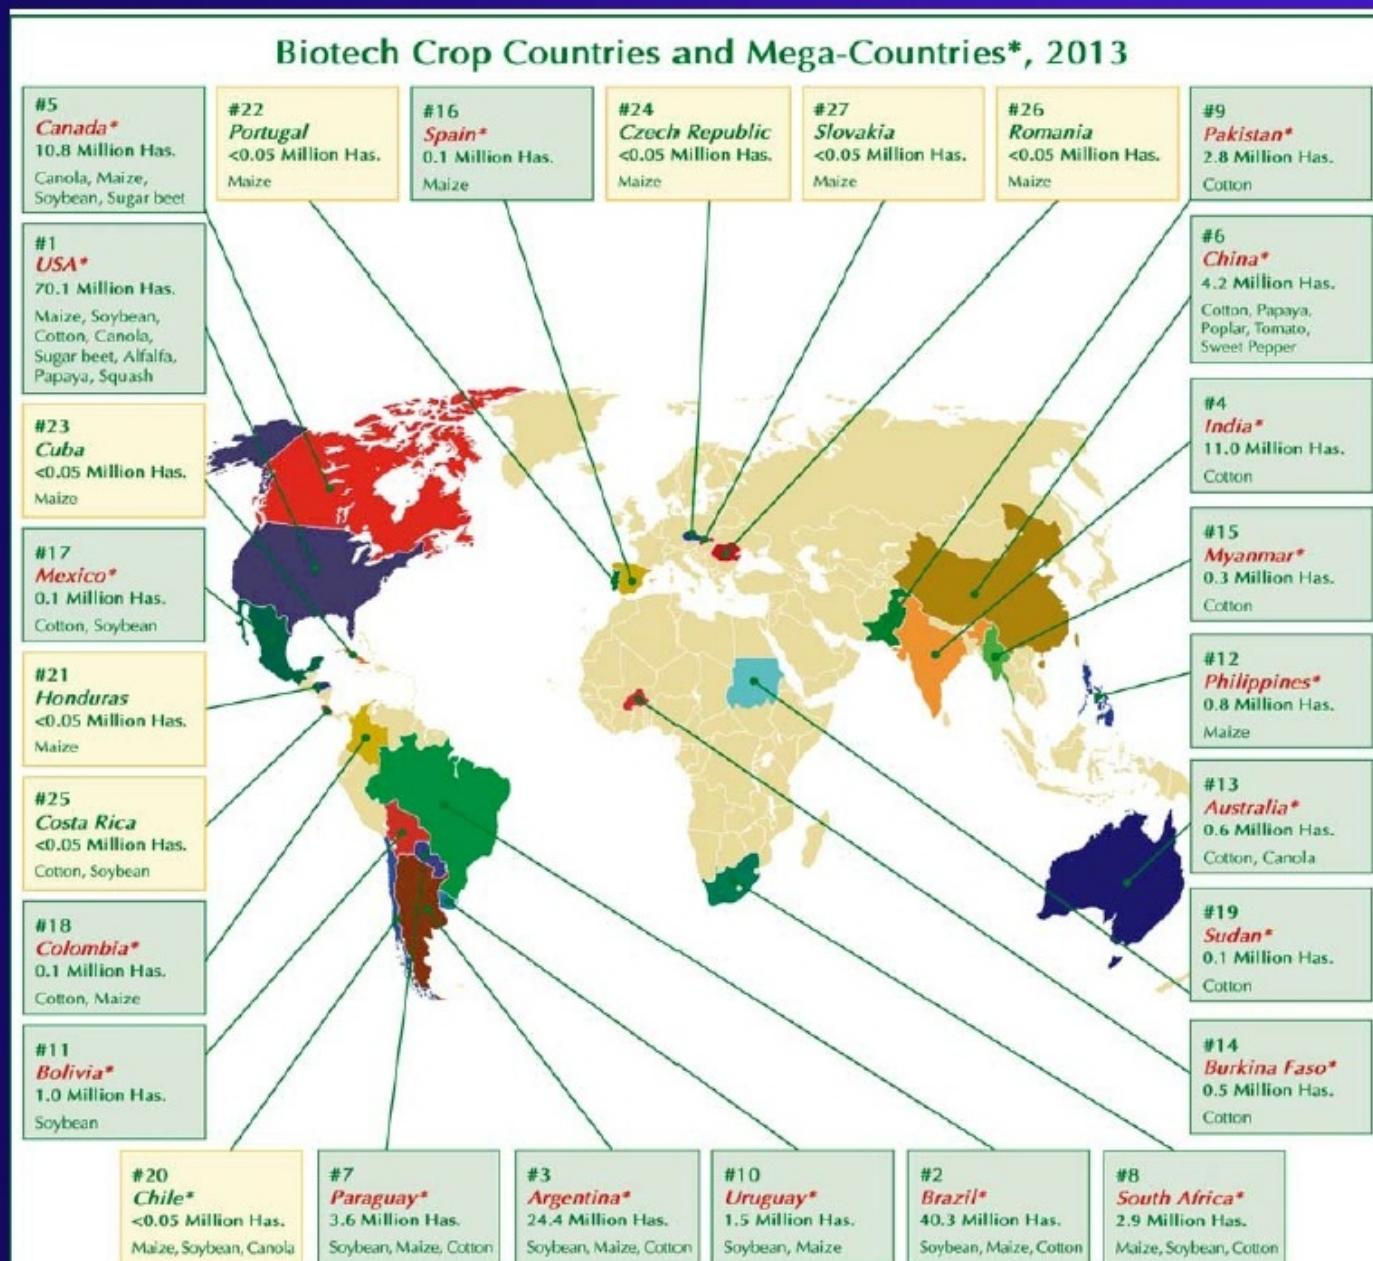 Biotech Crop Countries and Mega-Countries*, 2013
#5
Canada*
10.8 Million Has.
Canola, Maize,
Soybean, Sugar beet
#22
Portugal
<0.05 Million Has.
Maize
#16
Spain*
0.1 Million Has.
Maize
#24
Czech Republic
<0.05 Million Has.
Maize
#27
Slovakia
<0.05 Million Has.
Maize
#26
Romania
<0.05 Million Has.
Maize
#9
Pakistan*
2.8 Million Has.
Cotton
#1
USA*
70.1 Million Has.
Maize, Soybean,
Cotton, Canola,
Sugar beet, Alfalfa,
Papaya, Squash
#6
China*
4.2 Million Has.
Cotton, Papaya,
Poplar, Tomato,
Sweet Pepper
#23
Cuba
<0.05 Million Has.
Maize
#4
India*
11.0 Million Has.
Cotton
#17
Mexico*
0.1 Million Has.
Cotton, Soybean
#15
Myanmar*
0.3 Million Has.
Cotton
#21
Honduras
<0.05 Million Has.
Maize
#12
Philippines*
0.8 Million Has.
Maize
#25
Costa Rica
<0.05 Million Has.
Cotton, Soybean
#13
Australia*
0.6 Million Has.
Cotton, Canola
#18
Colombia*
0.1 Million Has.
Cotton, Maize
#19
Sudan*
0.1 Million Has.
Cotton
#11
Bolivia*
1.0 Million Has.
Soybean
#14
Burkina Faso*
0.5 Million Has.
Cotton
#20
Chile*
<0.05 Million Has.
Maize, Soybean, Canola
#7
Paraguay*
3.6 Million Has.
Soybean, Maize, Cotton
#3
Argentina*
24.4 Million Has.
Soybean, Maize, Cotton
#10
Uruguay*
1.5 Million Has.
Soybean, Maize
#2
Brazil*
40.3 Million Has.
Soybean, Maize, Cotton
#8
South Africa*
2.9 Million Has.
Maize, Soybean, Cotton